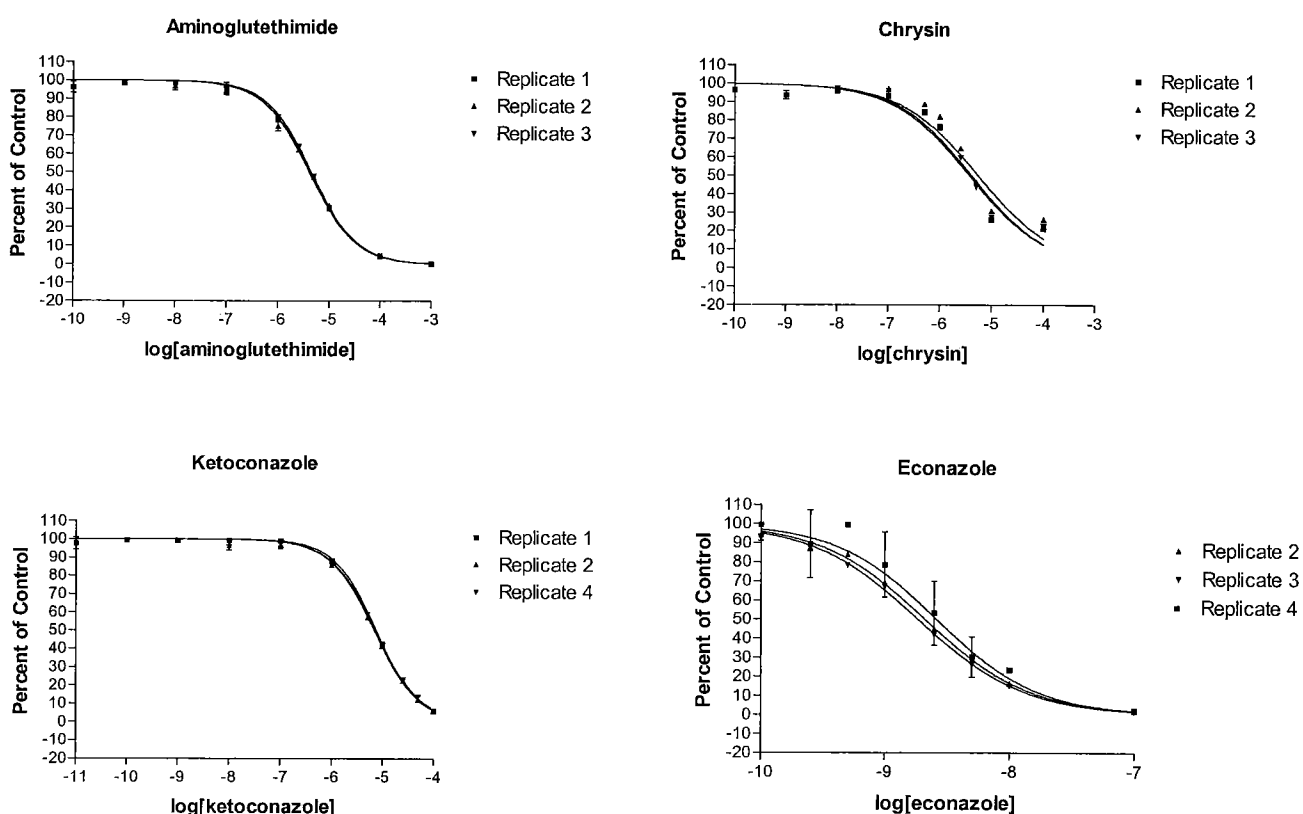 Aminoglutethimide
Percent of Control
110
100
90
80
70
60
50
40
30
20
10
0
-10
-20
-10 -9 -8 -7 -6 -5 -4 -3
log[aminoglutethimide]
Replicate 1
Replicate 2
Replicate 3
Chrysin
Percent of Control
110
100
90
80
70
60
50
40
30
20
10
0
-10
-20
-10 -9 -8 -7 -6 -5 -4 -3
log[chrysin]
Replicate 1
Replicate 2
Replicate 3
Ketoconazole
Percent of Control
110
100
90
80
70
60
50
40
30
20
10
0
-10
-20
-11 -10 -9 -8 -7 -6 -5 -4
log[ketoconazole]
Replicate 1
Replicate 2
Replicate 4
Econazole
Percent of Control
110
100
90
80
70
60
50
40
30
20
10
0
-10
-20
-10 -9 -8 -7
log[econazole]
Replicate 2
Replicate 3
Replicate 4